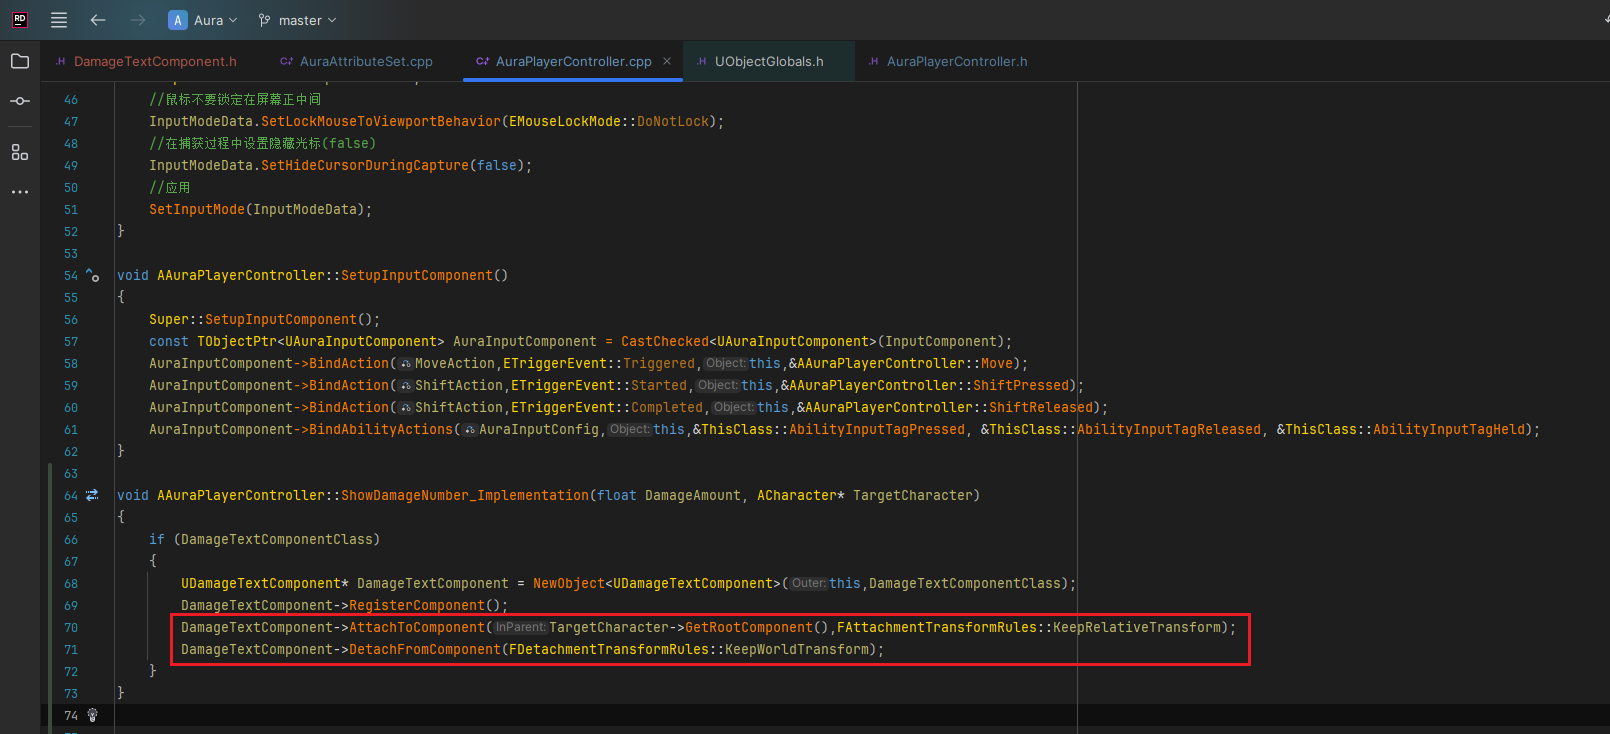 RD A Aura master
DamageTextComponent.h AuraAttributeSet.cpp AuraPlayerController.cpp UObjectGlobals.h AuraPlayerController.h
46 //鼠标不要锁定在屏幕正中间
47 InputModeData.SetLockMouseToViewportBehavior(EMouseLockMode::DoNotLock);
48 //在捕获过程中设置隐藏光标(false)
49 InputModeData.SetHideCursorDuringCapture(false);
50 //应用
51 SetInputMode(InputModeData);
52 }
53
54 void AAuraPlayerController::SetupInputComponent()
55 {
56 Super::SetupInputComponent();
57 const TObjectPtr<UAuraInputComponent> AuraInputComponent = CastChecked<UAuraInputComponent>(InputComponent);
58 AuraInputComponent->BindAction(MoveAction,ETriggerEvent::Triggered,Object:this,&AAuraPlayerController::Move);
59 AuraInputComponent->BindAction(ShiftAction,ETriggerEvent::Started,Object:this,&AAuraPlayerController::ShiftPressed);
60 AuraInputComponent->BindAction(ShiftAction,ETriggerEvent::Completed,Object:this,&AAuraPlayerController::ShiftReleased);
61 AuraInputComponent->BindAbilityActions(AuraInputConfig,Object:this,&ThisClass::AbilityInputTagPressed, &ThisClass::AbilityInputTagReleased, &ThisClass::AbilityInputTagHeld);
62 }
63
64 void AAuraPlayerController::ShowDamageNumber_Implementation(float DamageAmount, ACharacter* TargetCharacter)
65 {
66 if (DamageTextComponentClass)
67 {
68 UDamageTextComponent* DamageTextComponent = NewObject<UDamageTextComponent>(Outer:this,DamageTextComponentClass);
69 DamageTextComponent->RegisterComponent();
70 DamageTextComponent->AttachToComponent(InParent:TargetCharacter->GetRootComponent(),FAttachmentTransformRules::KeepRelativeTransform);
71 DamageTextComponent->DetachFromComponent(FDetachmentTransformRules::KeepWorldTransform);
72 }
73 }
74